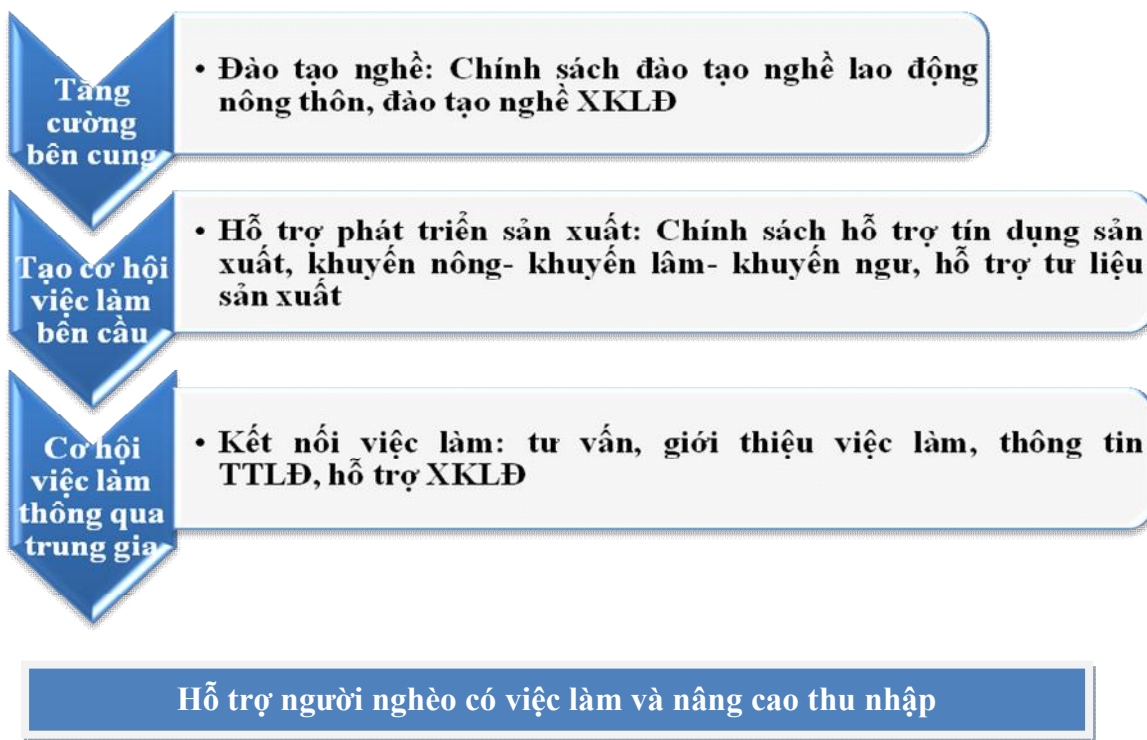 Tăng
cường
bên cung
• Đào tạo nghề: Chính sách đào tạo nghề lao động
nông thôn, đào tạo nghề XKLĐ
Tạo cơ hội
việc làm
bên cầu
• Hỗ trợ phát triển sản xuất: Chính sách hỗ trợ tín dụng sản
xuất, khuyến nông- khuyến lâm- khuyến ngư, hỗ trợ tư liệu
sản xuất
Cơ hội
việc làm
thông qua
trung gia
• Kết nối việc làm: tư vấn, giới thiệu việc làm, thông tin
TTLĐ, hỗ trợ XKLĐ
Hỗ trợ người nghèo có việc làm và nâng cao thu nhập